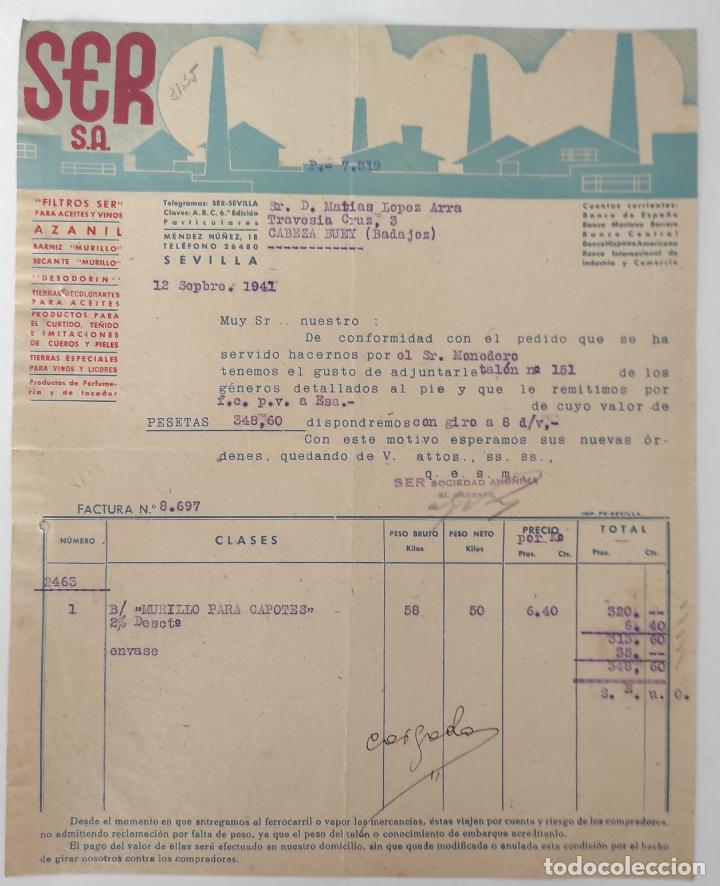 SER
S.A.
P.- 7.519
"FILTROS SER"
PARA ACEITES Y VINOS
AZANIL
BARNIZ "MURILLO"
SECANTE "MURILLO"
"DESODORIN"
TIERRAS DECOLORANTES
PARA ACEITES
PRODUCTOS PARA
EL CURTIDO, TEÑIDO
E IMITACIONES
DE CUEROS Y PIELES
TIERRAS ESPECIALES
PARA VINOS Y LICORES
Productos de Perfume-
ría y de tocador
Telegramas: SER-SEVILLA
Claves: A.B.C. 6.ª Edición
Particulares
MÉNDEZ NÚÑEZ, 18
TELÉFONO 26480
SEVILLA
Sr. D. Matias Lopez Arra
Travesia Cruz, 3
CABEZA BUEY (Badajoz)
------------
Cuentas corrientes:
Banco de España
Banco Mariano Borrero
Banco Central
Banco Hispano Americano
Banco Internacional de
Industria y Comercio
12 Sepbre. 1941
Muy Sr .. nuestro :
De conformidad con el pedido que se ha
servido hacernos por el Sr. Monedero
tenemos el gusto de adjuntarle talón nº 151 de los
géneros detallados al pie y que le remitimos por
f.c. p.v. a Esa.- de cuyo valor de
PESETAS 348,60 dispondremos con giro a 8 d/v,-
Con este motivo esperamos sus nuevas ór-
denes, quedando de V. attos., ss. ss.,
q. e. s. m.
SER SOCIEDAD ANONIMA
EL GERENTE,
FACTURA N.º 8.697
IMP. PE-SEVILLA.
NÚMERO CLASES PESO BRUTO Kilos PESO NETO Kilos PRECIO por Kº Ptas. Cts. TOTAL Ptas. Cts.
2463
1 B/ "MURILLO PARA CAPOTES" 58 50 6.40 320. --
2% Desctº 6. 40
313. 60
envase 35. --
348, 60
S. E. u. O.
cargada
Desde el momento en que entregamos al ferrocarril o vapor las mercancías, éstas viajan por cuenta y riesgo de los compradores,
no admitiendo reclamación por falta de peso, ya que el peso del talón o conocimiento de embarque acreditanlo.
El pago del valor de ellas será efectuado en nuestro domicilio, sin que quede modificada o anulada esta condición por el hecho
de girar nosotros contra los compradores.
todocoleccion